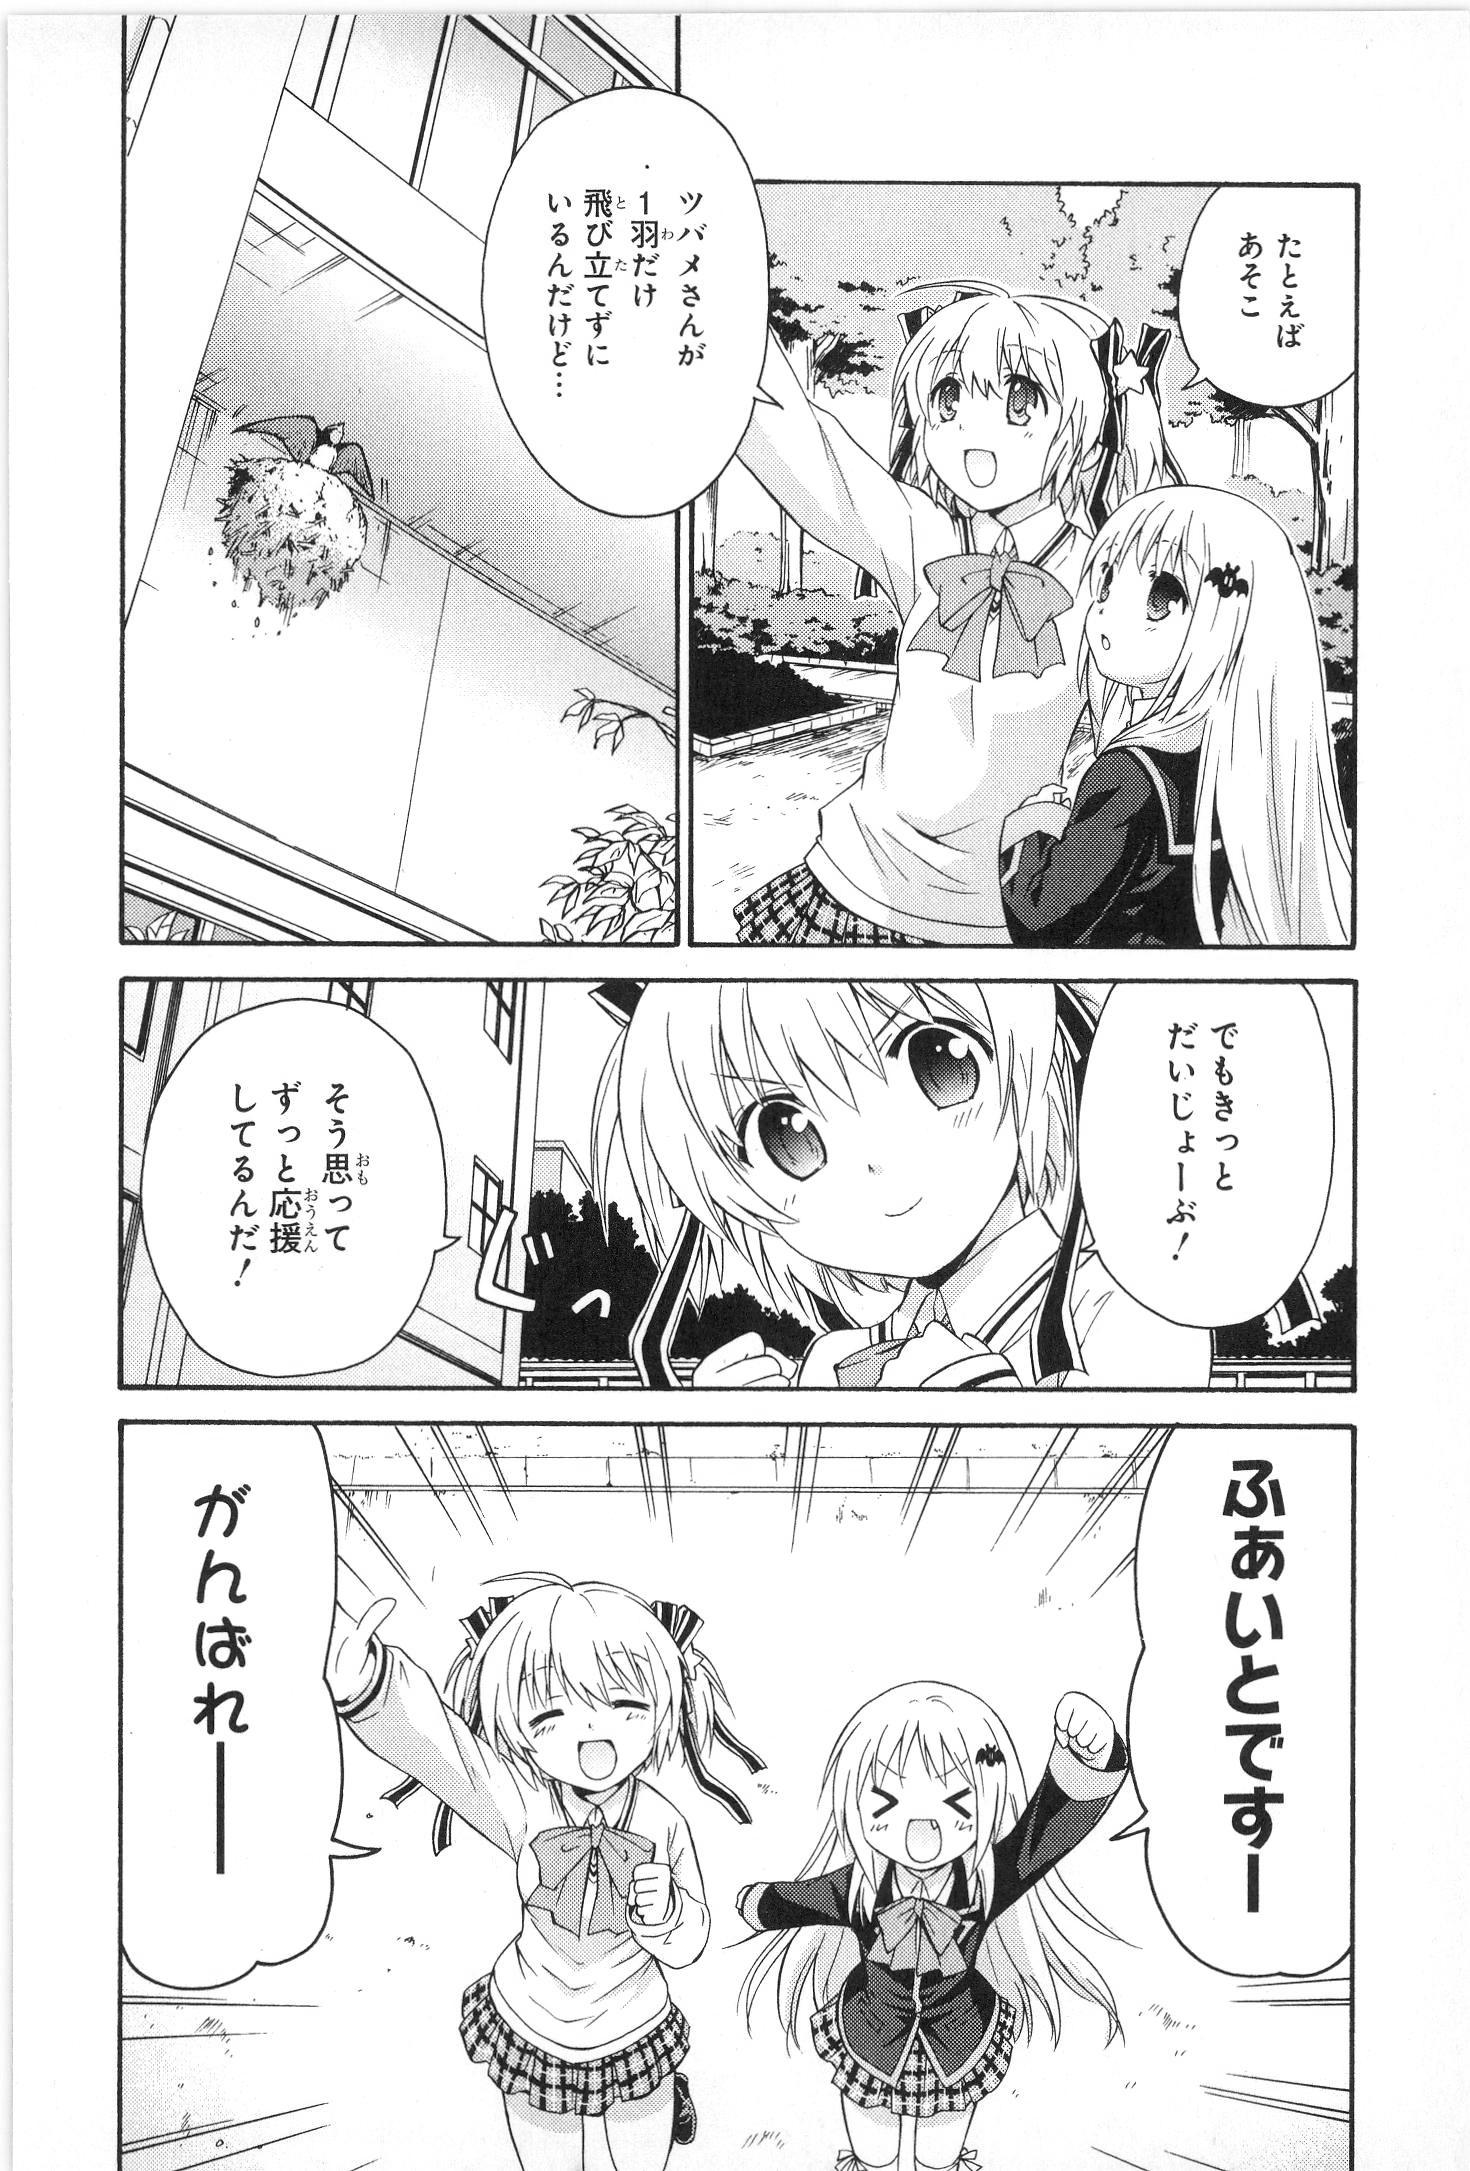 たとえば
あそこ
ツバメさんが
1羽だけ
飛び立てずに
いるんだけど…
でもきっと
だいじょーぶ!
そう思って
ずっと応援
してるんだ!
ぐっ
ふぁいとですー
がんばれー